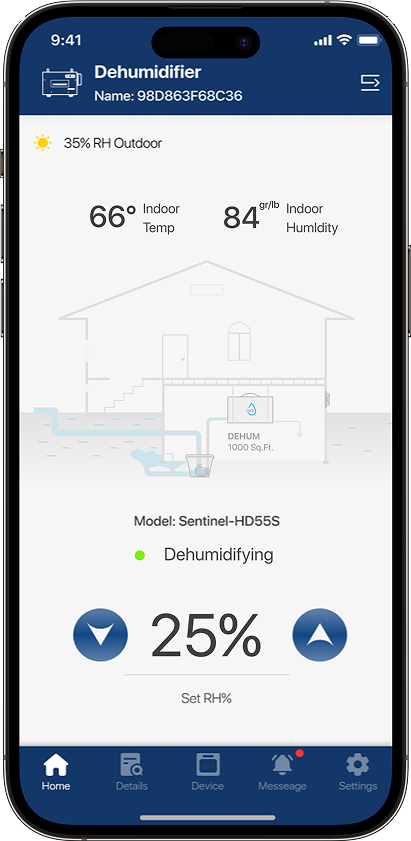 9:41
Dehumidifier
Name: 98D863F68C36
35% RH Outdoor
66° Indoor Temp
84 gr/lb Indoor HumIdity
DEHUM
1000 Sq.Ft.
Model: Sentinel-HD55S
Dehumidifying
25%
Set RH%
Home Details Device Messeage Settings